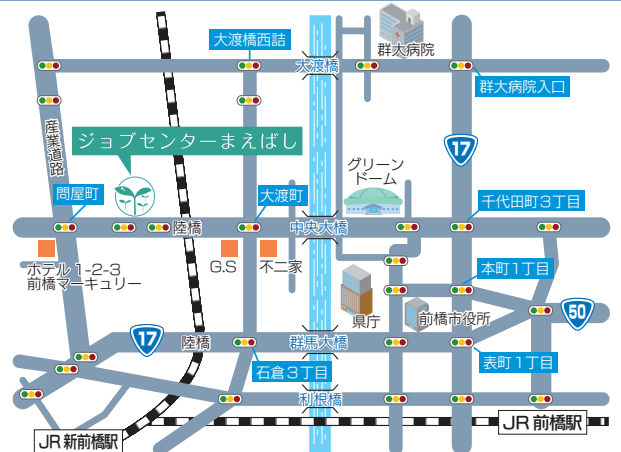 大渡橋西詰
群大病院
大渡橋
群大病院入口
産業道路
ジョブセンターまえばし
17
グリーン
ドーム
問屋町
大渡町
千代田町3丁目
陸橋
中央大橋
ホテル1-2-3
前橋マーキュリー
G.S
不二家
本町1丁目
県庁
前橋市役所
50
17
陸橋
群馬大橋
表町1丁目
石倉3丁目
利根橋
JR新前橋駅
JR前橋駅